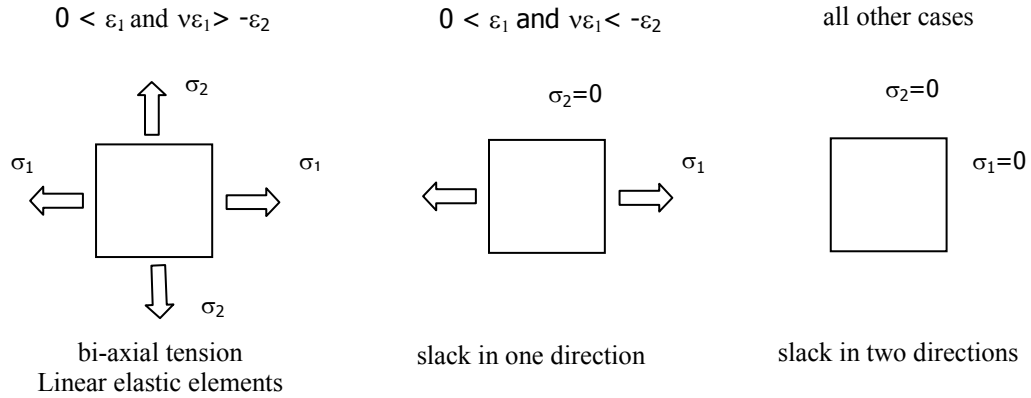 0 < ε₁ and νε₁> -ε₂
0 < ε₁ and νε₁< -ε₂
all other cases
σ₂
σ₂=0
σ₂=0
σ₁
σ₁
σ₁
σ₁=0
σ₂
bi-axial tension
Linear elastic elements
slack in one direction
slack in two directions